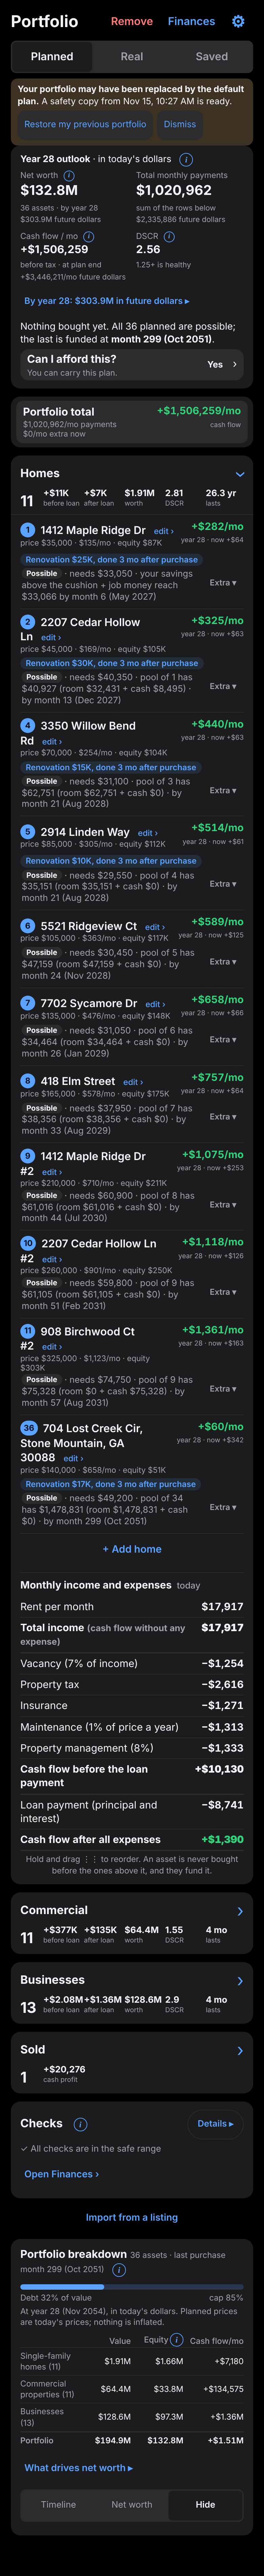 Portfolio Remove Finances
Planned Real Saved
Your portfolio may have been replaced by the default
plan. A safety copy from Nov 15, 10:27 AM is ready.
Restore my previous portfolio Dismiss
Year 28 outlook · in today's dollars i
Net worth i Total monthly payments
$132.8M $1,020,962
36 assets · by year 28 sum of the rows below
$303.9M future dollars $2,335,886 future dollars
Cash flow / mo i DSCR i
+$1,506,259 2.56
before tax · at plan end 1.25+ is healthy
+$3,446,211/mo future dollars
By year 28: $303.9M in future dollars ▸
Nothing bought yet. All 36 planned are possible;
the last is funded at month 299 (Oct 2051).
Can I afford this? Yes ›
You can carry this plan.
Portfolio total +$1,506,259/mo
$1,020,962/mo payments cash flow
$0/mo extra now
Homes
11 +$11K +$7K $1.91M 2.81 26.3 yr
before loan after loan worth DSCR lasts
1 1412 Maple Ridge Dr edit › +$282/mo
price $35,000 · $135/mo · equity $87K year 28 · now +$64
Renovation $25K, done 3 mo after purchase
Possible · needs $33,050 · your savings
above the cushion + job money reach Extra ▾
$33,066 by month 6 (May 2027)
2 2207 Cedar Hollow +$325/mo
Ln edit › year 28 · now +$63
price $45,000 · $169/mo · equity $105K
Renovation $30K, done 3 mo after purchase
Possible · needs $40,350 · pool of 1 has
$40,927 (room $32,431 + cash $8,495) · Extra ▾
by month 13 (Dec 2027)
4 3350 Willow Bend +$440/mo
Rd edit › year 28 · now +$63
price $70,000 · $254/mo · equity $104K
Renovation $15K, done 3 mo after purchase
Possible · needs $31,100 · pool of 3 has
$62,751 (room $62,751 + cash $0) · by Extra ▾
month 21 (Aug 2028)
5 2914 Linden Way edit › +$514/mo
price $85,000 · $305/mo · equity $112K year 28 · now +$61
Renovation $10K, done 3 mo after purchase
Possible · needs $29,550 · pool of 4 has
$35,151 (room $35,151 + cash $0) · by Extra ▾
month 21 (Aug 2028)
6 5521 Ridgeview Ct edit › +$589/mo
price $105,000 · $363/mo · equity $117K year 28 · now +$125
Possible · needs $30,450 · pool of 5 has
$47,159 (room $47,159 + cash $0) · by Extra ▾
month 24 (Nov 2028)
7 7702 Sycamore Dr edit › +$658/mo
price $135,000 · $476/mo · equity $148K year 28 · now +$66
Possible · needs $31,050 · pool of 6 has
$34,464 (room $34,464 + cash $0) · by Extra ▾
month 26 (Jan 2029)
8 418 Elm Street edit › +$757/mo
price $165,000 · $578/mo · equity $175K year 28 · now +$64
Possible · needs $37,950 · pool of 7 has
$38,356 (room $38,356 + cash $0) · by Extra ▾
month 33 (Aug 2029)
9 1412 Maple Ridge Dr +$1,075/mo
#2 edit › year 28 · now +$253
price $210,000 · $710/mo · equity $211K
Possible · needs $60,900 · pool of 8 has
$61,016 (room $61,016 + cash $0) · by Extra ▾
month 44 (Jul 2030)
10 2207 Cedar Hollow Ln +$1,118/mo
#2 edit › year 28 · now +$126
price $260,000 · $901/mo · equity $250K
Possible · needs $59,800 · pool of 9 has
$61,105 (room $61,105 + cash $0) · by Extra ▾
month 51 (Feb 2031)
11 908 Birchwood Ct +$1,361/mo
#2 edit › year 28 · now +$163
price $325,000 · $1,123/mo · equity
$303K
Possible · needs $74,750 · pool of 9 has
$75,328 (room $0 + cash $75,328) · by Extra ▾
month 57 (Aug 2031)
36 704 Lost Creek Cir, +$60/mo
Stone Mountain, GA year 28 · now +$342
30088 edit ›
price $140,000 · $658/mo · equity $51K
Renovation $17K, done 3 mo after purchase
Possible · needs $49,200 · pool of 34
has $1,478,831 (room $1,478,831 + cash Extra ▾
$0) · by month 299 (Oct 2051)
+ Add home
Monthly income and expenses today
Rent per month $17,917
Total income (cash flow without any $17,917
expense)
Vacancy (7% of income) −$1,254
Property tax −$2,616
Insurance −$1,271
Maintenance (1% of price a year) −$1,313
Property management (8%) −$1,333
Cash flow before the loan +$10,130
payment
Loan payment (principal and −$8,741
interest)
Cash flow after all expenses +$1,390
Hold and drag ⋮⋮ to reorder. An asset is never bought
before the ones above it, and they fund it.
Commercial ›
11 +$377K +$135K $64.4M 1.55 4 mo
before loan after loan worth DSCR lasts
Businesses ›
13 +$2.08M +$1.36M $128.6M 2.9 4 mo
before loan after loan worth DSCR lasts
Sold ›
1 +$20,276
cash profit
Checks i Details ▸
✓ All checks are in the safe range
Open Finances ›
Import from a listing
Portfolio breakdown 36 assets · last purchase
month 299 (Oct 2051) i
Debt 32% of value cap 85%
At year 28 (Nov 2054), in today's dollars. Planned prices
are today's prices; nothing is inflated.
Value Equity i Cash flow/mo
Single-family
homes (11) $1.91M $1.66M +$7,180
Commercial
properties (11) $64.4M $33.8M +$134,575
Businesses
(13) $128.6M $97.3M +$1.36M
Portfolio $194.9M $132.8M +$1.51M
What drives net worth ▸
Timeline Net worth Hide